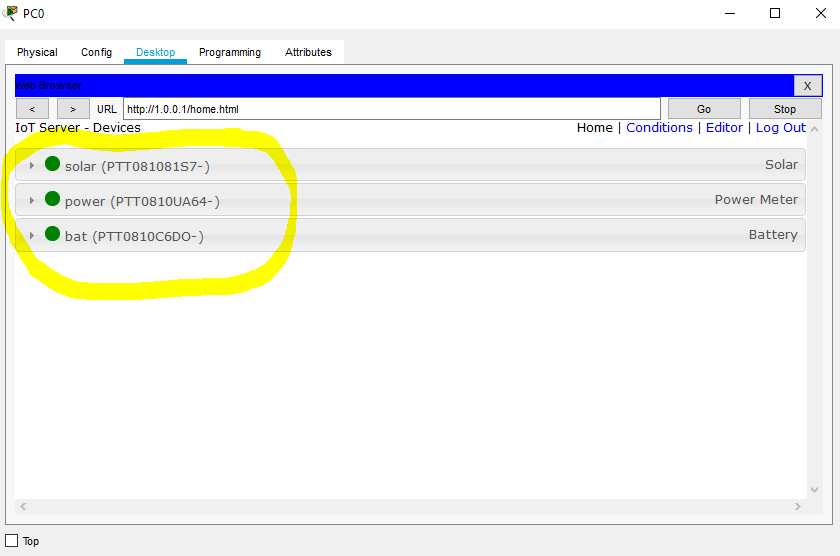 PC0
Physical Config Desktop Programming Attributes
Web Browser X
< > URL http://1.0.0.1/home.html Go Stop
IoT Server - Devices Home | Conditions | Editor | Log Out
solar (PTT081081S7-) Solar
power (PTT0810UA64-) Power Meter
bat (PTT0810C6DO-) Battery
Top